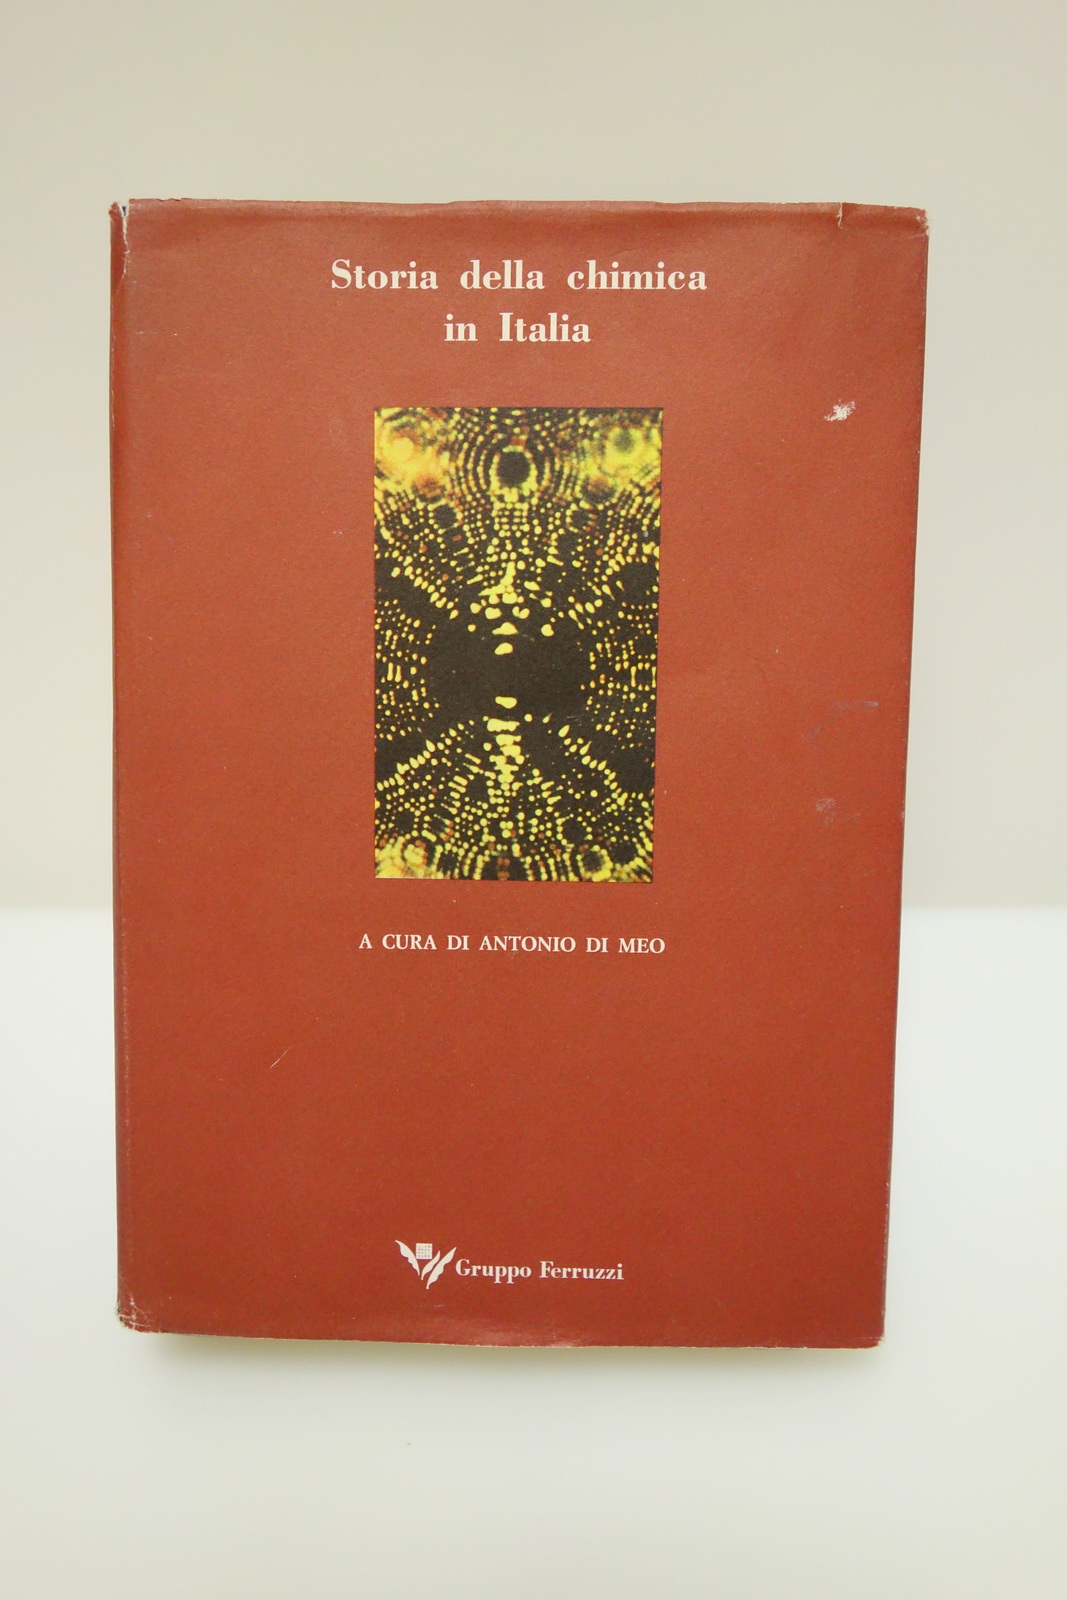 Storia della chimica
in Italia
A CURA DI ANTONIO DI MEO
Gruppo Ferruzzi